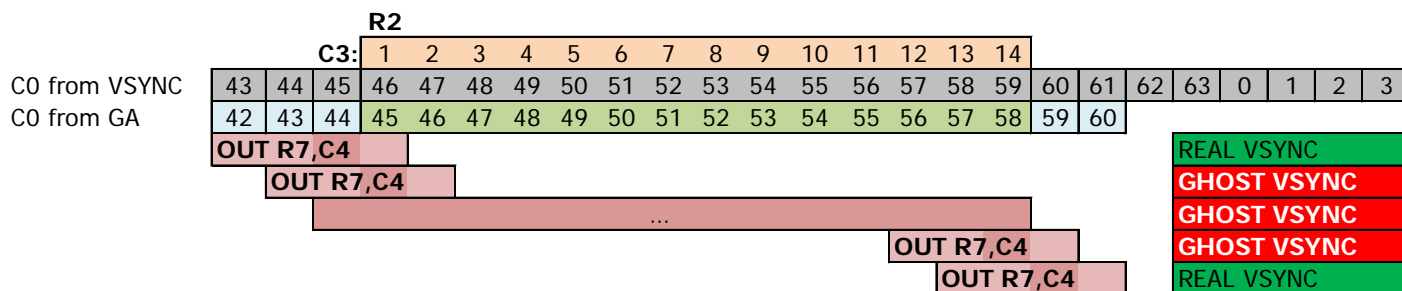 R2
C3: 1 2 3 4 5 6 7 8 9 10 11 12 13 14
C0 from VSYNC 43 44 45 46 47 48 49 50 51 52 53 54 55 56 57 58 59 60 61 62 63 0 1 2 3
C0 from GA 42 43 44 45 46 47 48 49 50 51 52 53 54 55 56 57 58 59 60
OUT R7,C4 REAL VSYNC
OUT R7,C4 GHOST VSYNC
... GHOST VSYNC
OUT R7,C4 GHOST VSYNC
OUT R7,C4 REAL VSYNC